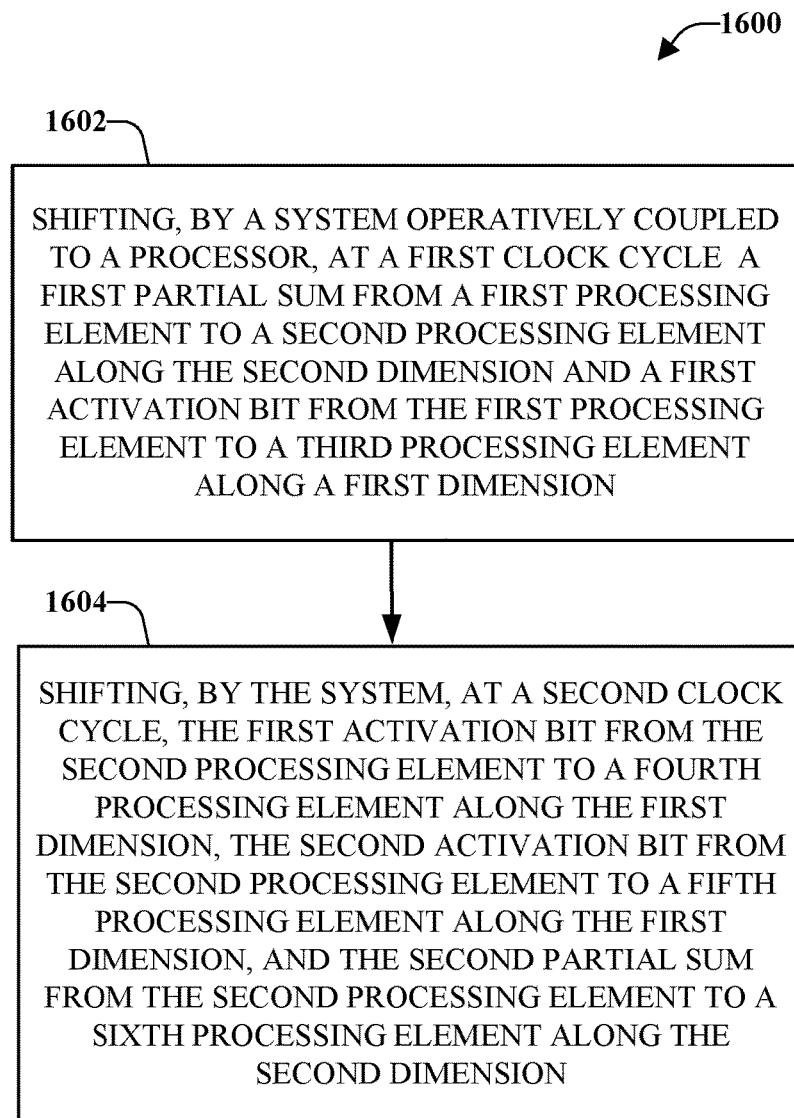 1600
1602
SHIFTING, BY A SYSTEM OPERATIVELY COUPLED
TO A PROCESSOR, AT A FIRST CLOCK CYCLE A
FIRST PARTIAL SUM FROM A FIRST PROCESSING
ELEMENT TO A SECOND PROCESSING ELEMENT
ALONG THE SECOND DIMENSION AND A FIRST
ACTIVATION BIT FROM THE FIRST PROCESSING
ELEMENT TO A THIRD PROCESSING ELEMENT
ALONG A FIRST DIMENSION
1604
SHIFTING, BY THE SYSTEM, AT A SECOND CLOCK
CYCLE, THE FIRST ACTIVATION BIT FROM THE
SECOND PROCESSING ELEMENT TO A FOURTH
PROCESSING ELEMENT ALONG THE FIRST
DIMENSION, THE SECOND ACTIVATION BIT FROM
THE SECOND PROCESSING ELEMENT TO A FIFTH
PROCESSING ELEMENT ALONG THE FIRST
DIMENSION, AND THE SECOND PARTIAL SUM
FROM THE SECOND PROCESSING ELEMENT TO A
SIXTH PROCESSING ELEMENT ALONG THE
SECOND DIMENSION